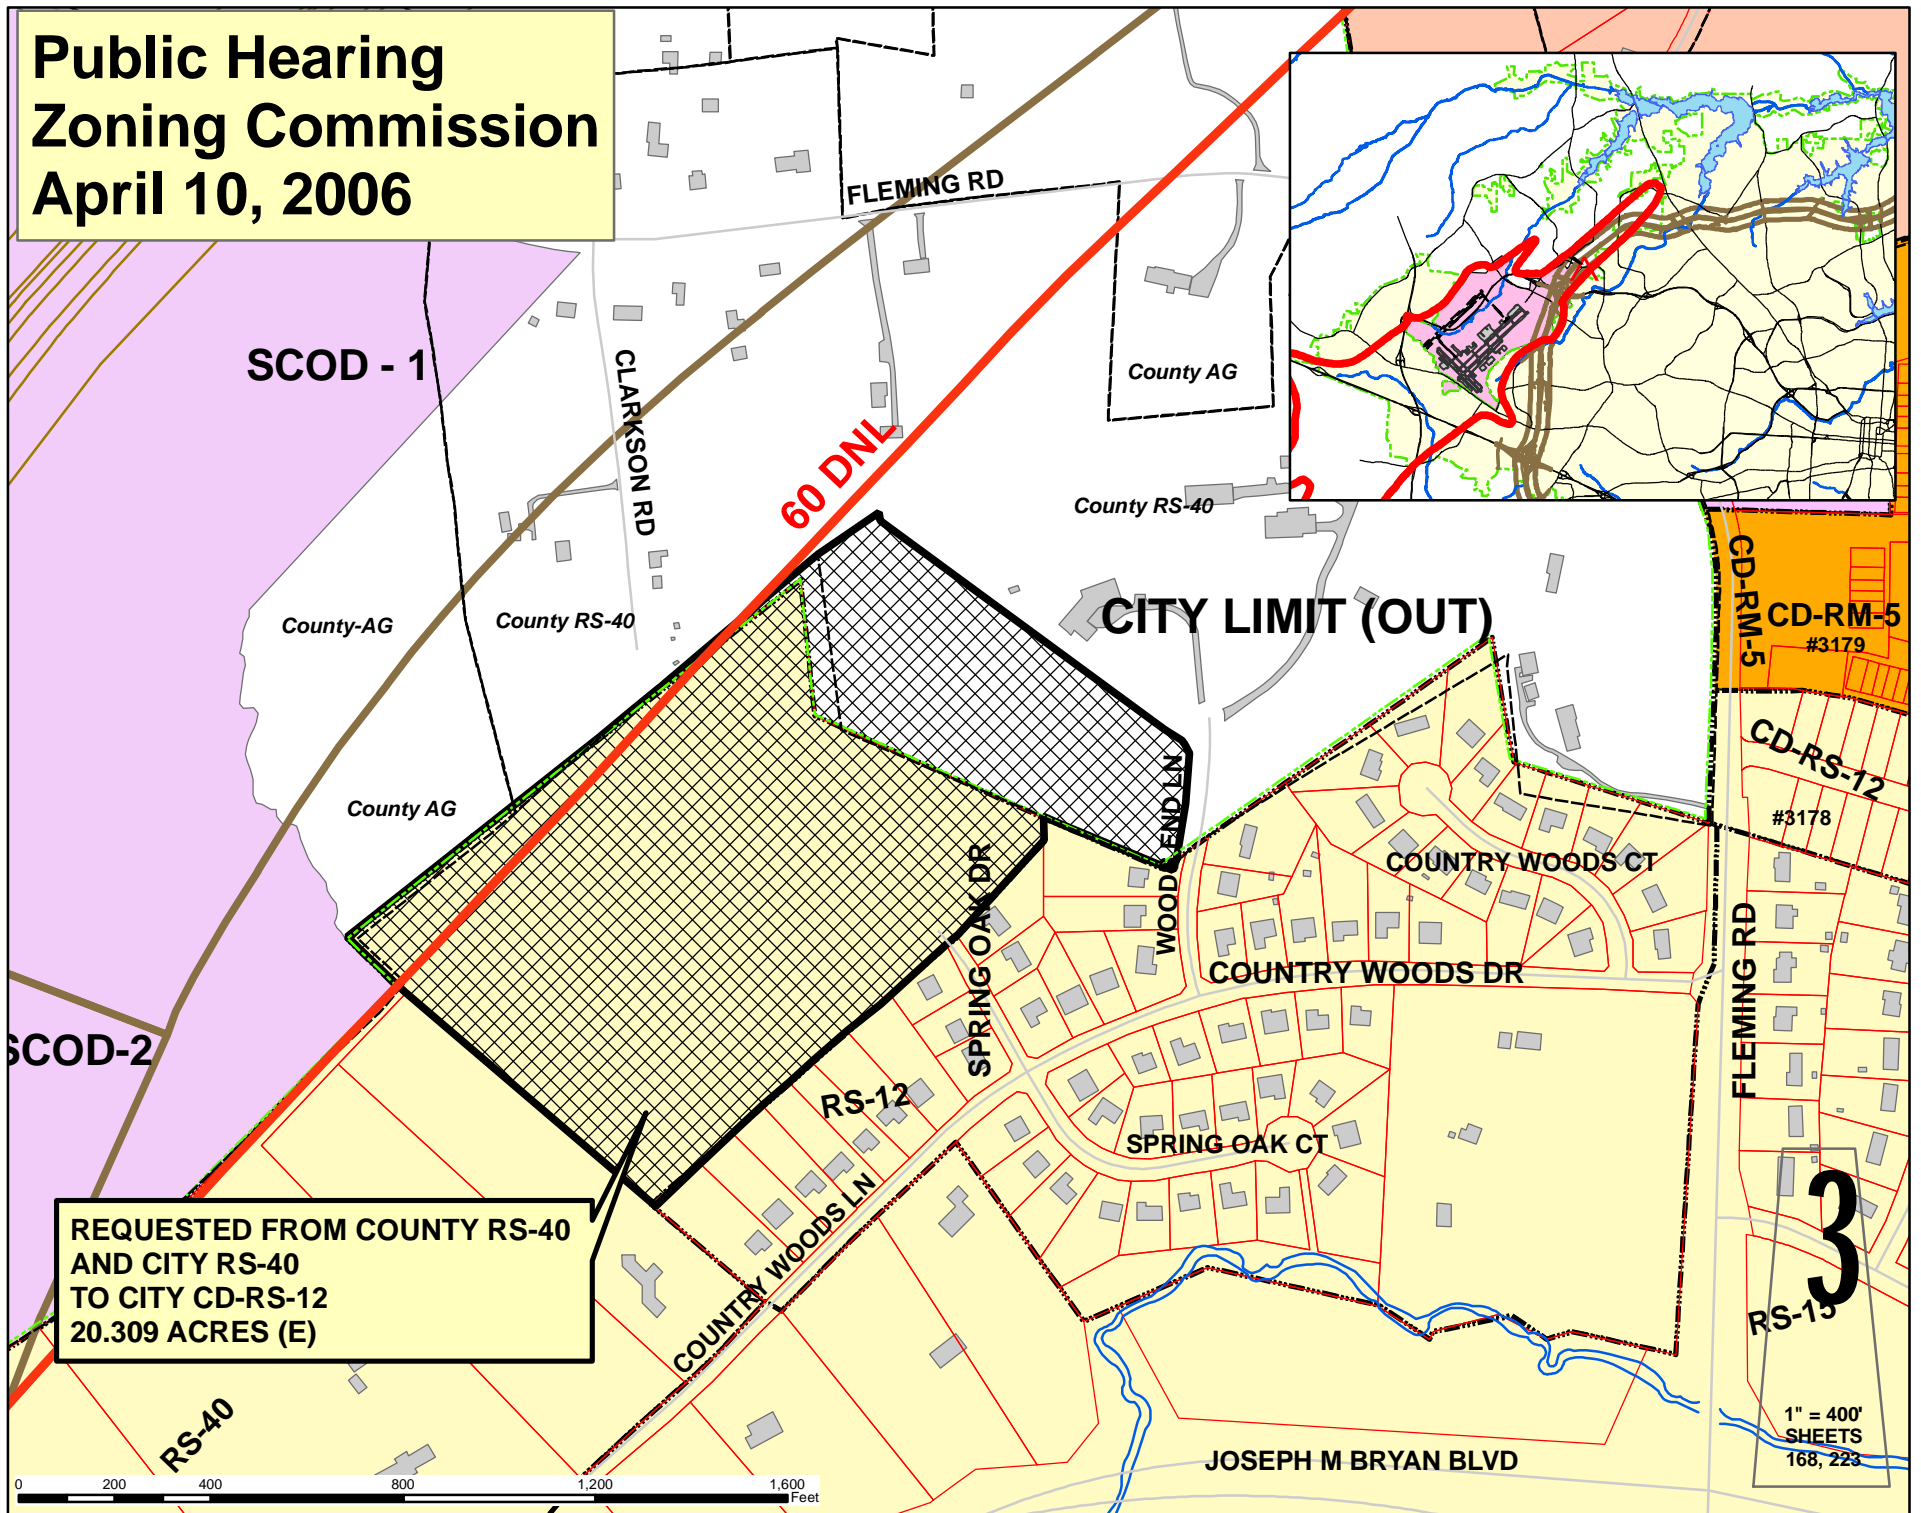 Public Hearing
Zoning Commission
April 10, 2006
FLEMING RD
SCOD - 1
CLARKSON RD
County AG
60 DNL
County RS-40
CITY LIMIT (OUT)
CD-RM-5
CD-RM-5
#3179
County-AG
County RS-40
CD-RS-12
#3178
County AG
WOODS END LN
SPRING OAK DR
COUNTRY WOODS CT
COUNTRY WOODS DR
FLEMING RD
SCOD-2
RS-12
SPRING OAK CT
REQUESTED FROM COUNTY RS-40
AND CITY RS-40
TO CITY CD-RS-12
20.309 ACRES (E)
COUNTRY WOODS LN
3
RS-15
RS-40
1" = 400'
SHEETS
168, 223
JOSEPH M BRYAN BLVD
0 200 400 800 1,200 1,600
Feet